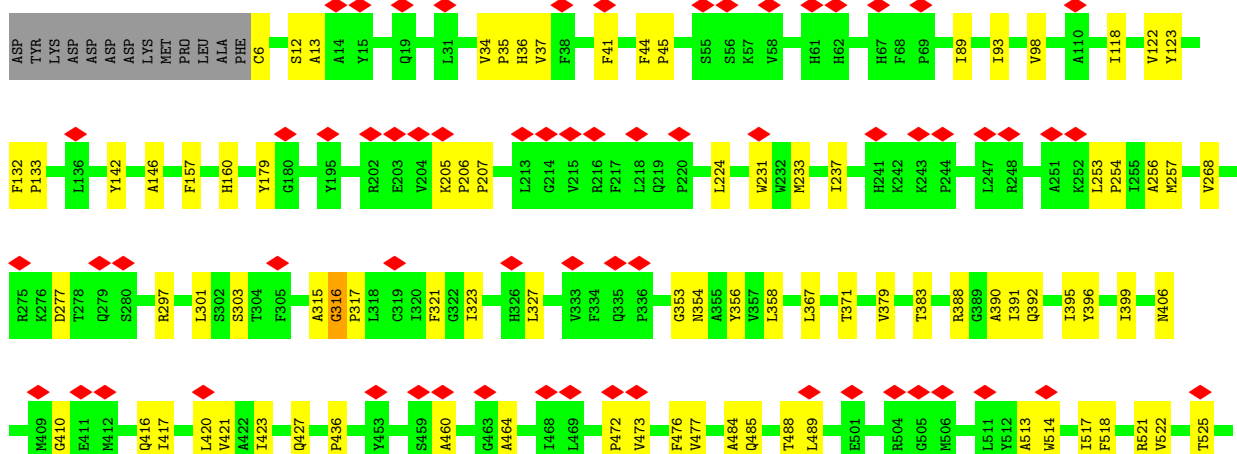 ASP TYR LYS ASP ASP ASP ASP LYS MET PRO LEU ALA PHE C6 S12 A13 A14 Y15 Q19 L31 V34 P35 H36 V37 F38 F41 F44 P45 S55 S56 K57 V58 H61 H62 H67 F68 P69 I89 I93 V98 A110 I118 V122 Y123
F132 P133 L136 Y142 A146 F157 H160 Y179 G180 Y195 R202 E203 V204 K205 P206 P207 L213 G214 V215 R216 F217 L218 Q219 P220 L224 W231 W232 M233 I237 H241 K242 K243 P244 L247 R248 A251 K252 L253 P254 I255 A256 M257 V268
R275 K276 D277 T278 Q279 S280 R297 L301 S302 S303 T304 F305 A315 G316 P317 L318 C319 I320 F321 G322 I323 H326 L327 V333 F334 Q335 P336 G353 N354 A355 Y356 V357 L358 L367 T371 V379 T383 R388 G389 A390 I391 Q392 I395 Y396 I399 N406
M409 G410 E411 M412 Q416 I417 L420 V421 A422 I423 Q427 P436 Y453 S459 A460 G463 A464 I468 L469 P472 V473 F476 V477 A484 Q485 T488 L489 E501 R504 G505 M506 L511 Y512 A513 W514 I517 F518 R521 V522 T525